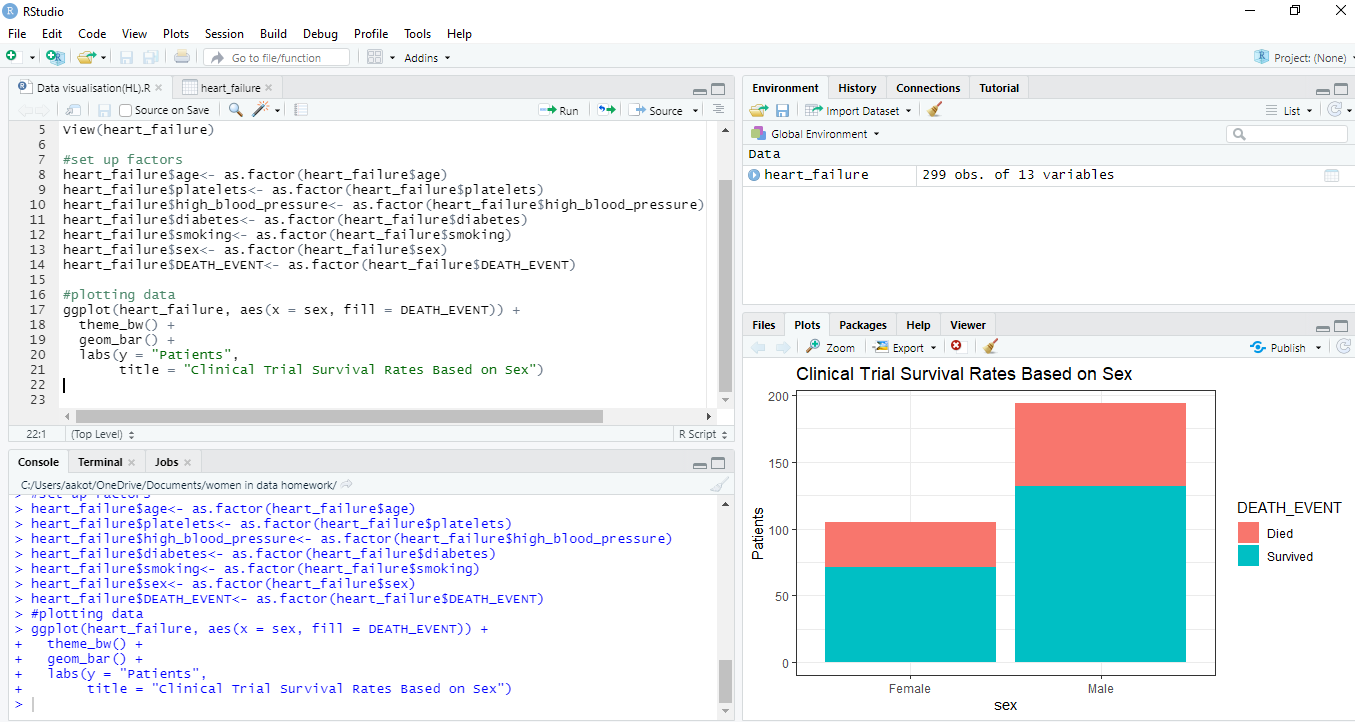 RStudio
File Edit Code View Plots Session Build Debug Profile Tools Help
Go to file/function Addins Project: (None)
Data visualisation(HL).R heart_failure
Source on Save Run Source
5 View(heart_failure)
6
7 #set up factors
8 heart_failure$age<- as.factor(heart_failure$age)
9 heart_failure$platelets<- as.factor(heart_failure$platelets)
10 heart_failure$high_blood_pressure<- as.factor(heart_failure$high_blood_pressure)
11 heart_failure$diabetes<- as.factor(heart_failure$diabetes)
12 heart_failure$smoking<- as.factor(heart_failure$smoking)
13 heart_failure$sex<- as.factor(heart_failure$sex)
14 heart_failure$DEATH_EVENT<- as.factor(heart_failure$DEATH_EVENT)
15
16 #plotting data
17 ggplot(heart_failure, aes(x = sex, fill = DEATH_EVENT)) +
18 theme_bw() +
19 geom_bar() +
20 labs(y = "Patients",
21 title = "Clinical Trial Survival Rates Based on Sex")
22
23
22:1 (Top Level) R Script
Console Terminal Jobs
C:/Users/aakot/OneDrive/Documents/women in data homework/
> #set up factors
> heart_failure$age<- as.factor(heart_failure$age)
> heart_failure$platelets<- as.factor(heart_failure$platelets)
> heart_failure$high_blood_pressure<- as.factor(heart_failure$high_blood_pressure)
> heart_failure$diabetes<- as.factor(heart_failure$diabetes)
> heart_failure$smoking<- as.factor(heart_failure$smoking)
> heart_failure$sex<- as.factor(heart_failure$sex)
> heart_failure$DEATH_EVENT<- as.factor(heart_failure$DEATH_EVENT)
> #plotting data
> ggplot(heart_failure, aes(x = sex, fill = DEATH_EVENT)) +
+ theme_bw() +
+ geom_bar() +
+ labs(y = "Patients",
+ title = "Clinical Trial Survival Rates Based on Sex")
>
Environment History Connections Tutorial
Import Dataset List
Global Environment
Data
heart_failure 299 obs. of 13 variables
Files Plots Packages Help Viewer
Zoom Export Publish
Clinical Trial Survival Rates Based on Sex
200
150
100
50
0
Patients
Female Male
sex
DEATH_EVENT
Died
Survived